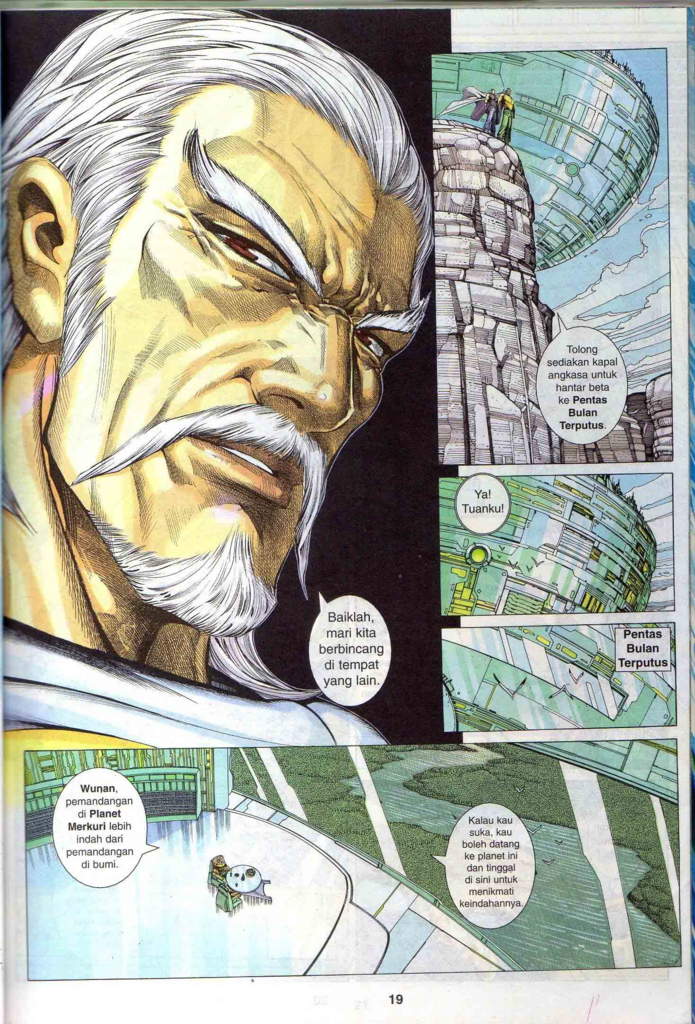 Tolong
sediakan kapal
angkasa untuk
hantar beta
ke Pentas
Bulan
Terputus.
Ya!
Tuanku!
Baiklah,
mari kita
berbincang
di tempat
yang lain.
Pentas
Bulan
Terputus
Wunan,
pemandangan
di Planet
Merkuri lebih
indah dari
pemandangan
di bumi.
Kalau kau
suka, kau
boleh datang
ke planet ini
dan tinggal
di sini untuk
menikmati
keindahannya.
19